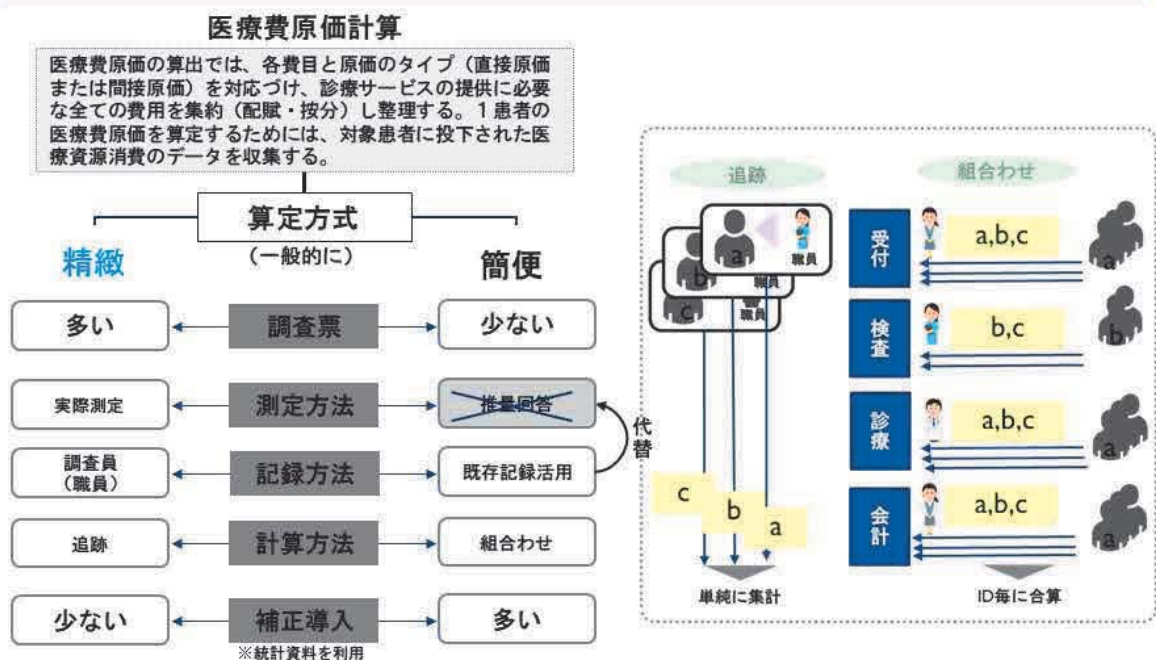 医療費原価計算
医療費原価の算出では、各費目と原価のタイプ(直接原価
または間接原価)を対応づけ、診療サービスの提供に必要
な全ての費用を集約(配賦・按分)し整理する。1患者の
医療費原価を算定するためには、対象患者に投下された医
療資源消費のデータを収集する。
算定方式
(一般的に)
精緻
簡便
多い
調査票
少ない
実際測定
測定方法
推量回答
代替
調査員
(職員)
記録方法
既存記録活用
追跡
計算方法
組合わせ
少ない
補正導入
多い
※統計資料を利用
追跡
a
職員
b
職員
c
職員
c
b
a
単純に集計
組合わせ
受付
a,b,c
a
検査
b,c
b
診療
a,b,c
a
会計
a,b,c
a
ID毎に合算